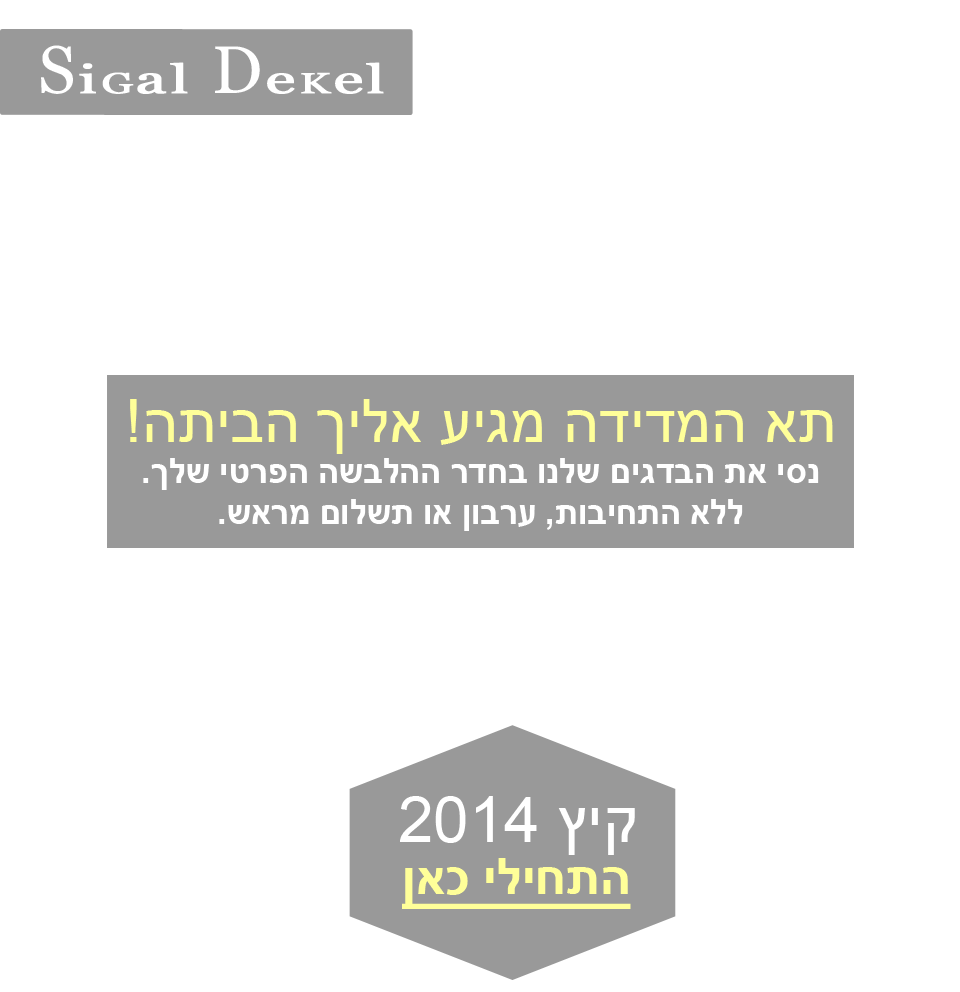 Sigal Dekel
תא המדידה מגיע אליך הביתה!
נסי את הבדגים שלנו בחדר ההלבשה הפרטי שלך.
ללא התחיבות, ערבון או תשלום מראש.
קיץ 2014
התחילי כאן